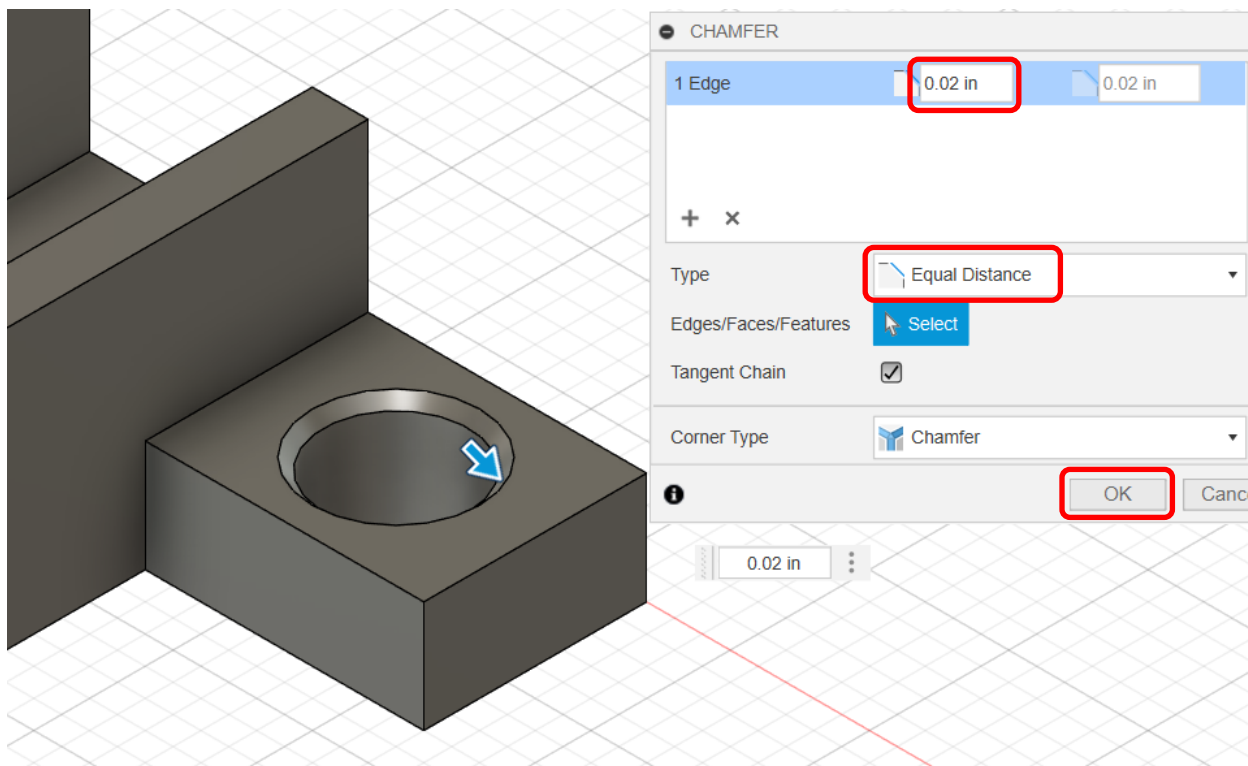 CHAMFER
1 Edge 0.02 in 0.02 in
Type Equal Distance
Edges/Faces/Features Select
Tangent Chain
Corner Type Chamfer
OK Canc
0.02 in